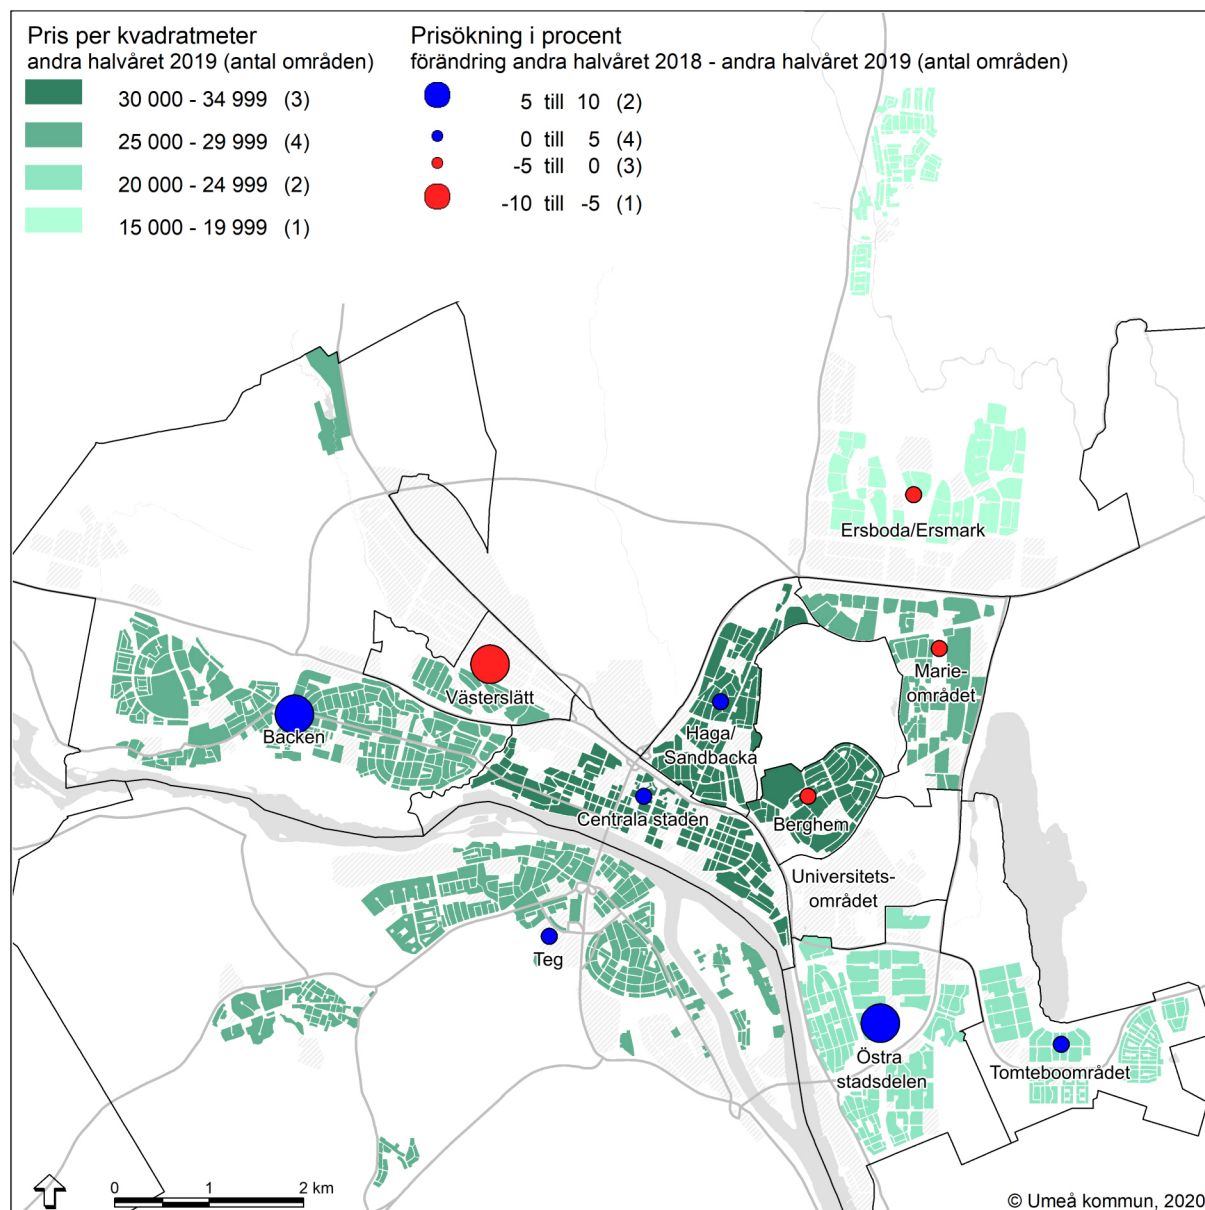 Pris per kvadratmeter
andra halvåret 2019 (antal områden)
30 000 - 34 999 (3)
25 000 - 29 999 (4)
20 000 - 24 999 (2)
15 000 - 19 999 (1)
Prisökning i procent
förändring andra halvåret 2018 - andra halvåret 2019 (antal områden)
5 till 10 (2)
0 till 5 (4)
-5 till 0 (3)
-10 till -5 (1)
Ersboda/Ersmark
Marie-
området
Västerslätt
Backen
Haga/
Sandbacka
Centrala staden
Berghem
Universitets-
området
Teg
Östra
stadsdelen
Tomteboområdet
0 1 2 km
© Umeå kommun, 2020